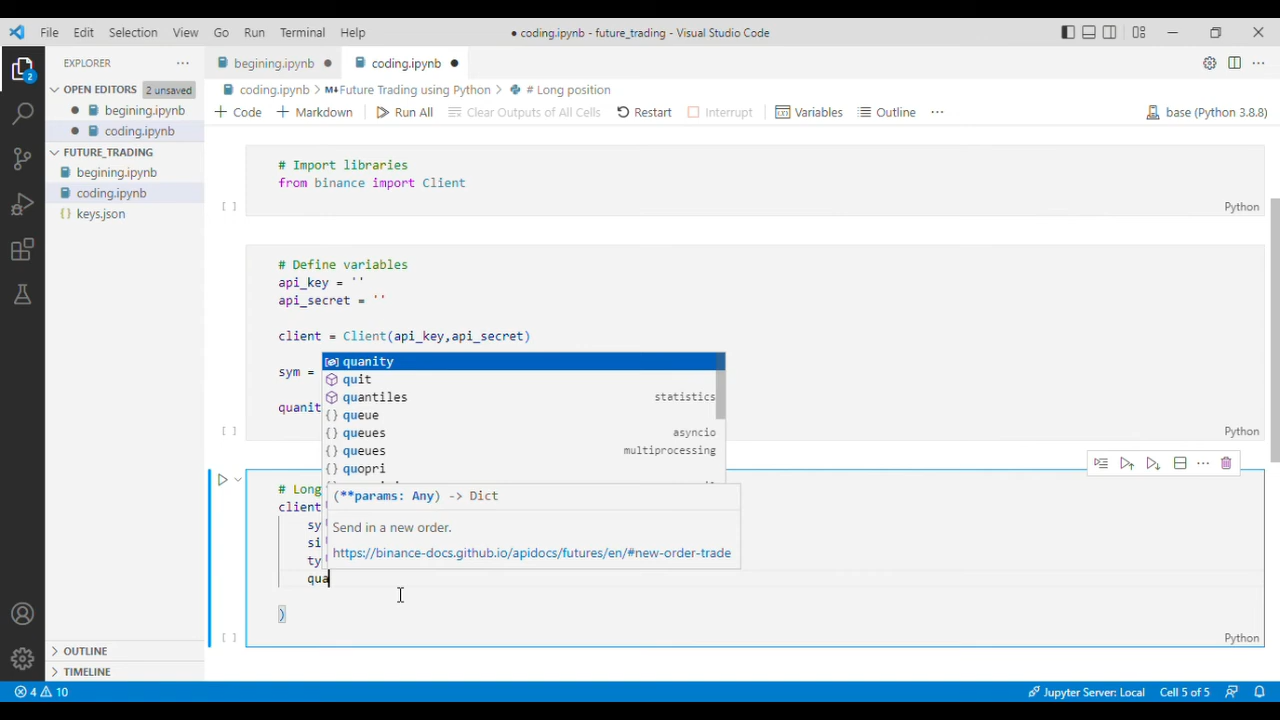 File Edit Selection View Go Run Terminal Help
• coding.ipynb - future_trading - Visual Studio Code
EXPLORER
OPEN EDITORS 2 unsaved
begining.ipynb
coding.ipynb
FUTURE_TRADING
begining.ipynb
coding.ipynb
keys.json
OUTLINE
TIMELINE
begining.ipynb
coding.ipynb
coding.ipynb > M↓Future Trading using Python > # Long position
+ Code + Markdown Run All Clear Outputs of All Cells Restart Interrupt Variables Outline ··· base (Python 3.8.8)
# Import libraries
from binance import Client
[ ] Python
# Define variables
api_key = ''
api_secret = ''
client = Client(api_key,api_secret)
sym =
quanit
[ ] Python
quanity
quit
quantiles statistics
queue
queues asyncio
queues multiprocessing
quopri
# Long
client
sy
si
ty
qua
)
[ ] Python
(**params: Any) -> Dict
Send in a new order.
https://binance-docs.github.io/apidocs/futures/en/#new-order-trade
2
4 10
Jupyter Server: Local Cell 5 of 5